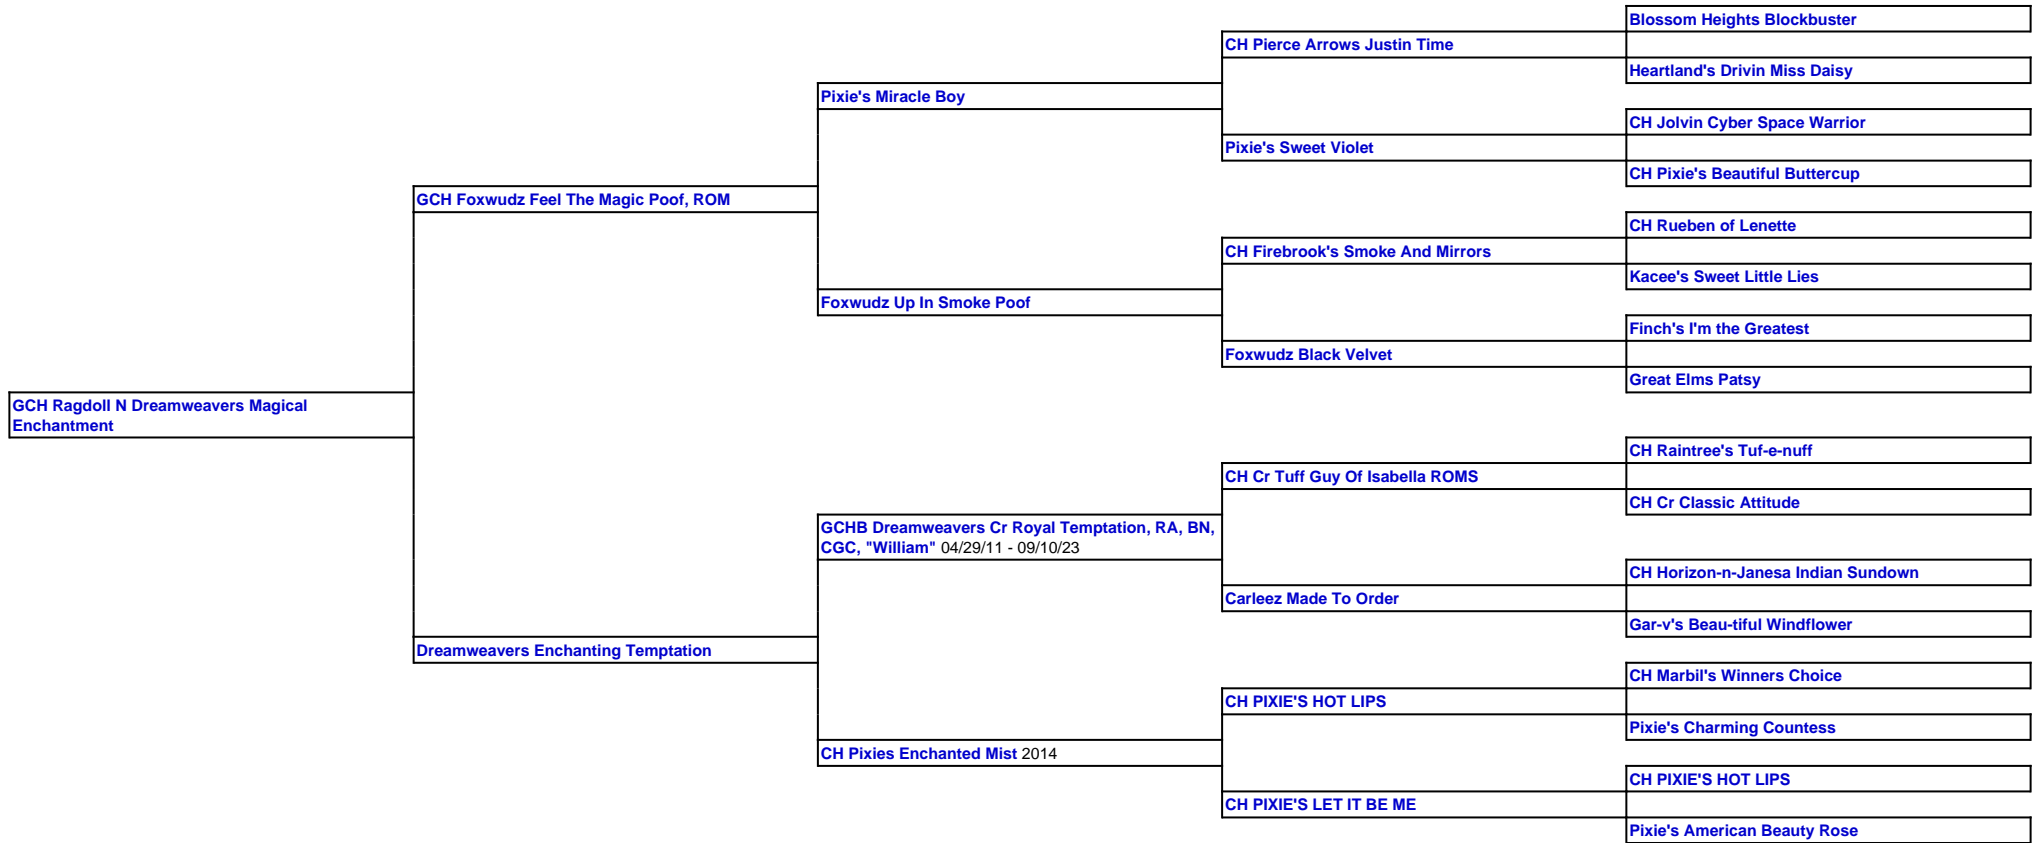 Blossom Heights Blockbuster
CH Pierce Arrows Justin Time
Heartland's Drivin Miss Daisy
Pixie's Miracle Boy
CH Jolvin Cyber Space Warrior
Pixie's Sweet Violet
CH Pixie's Beautiful Buttercup
GCH Foxwudz Feel The Magic Poof, ROM
CH Rueben of Lenette
CH Firebrook's Smoke And Mirrors
Kacee's Sweet Little Lies
Foxwudz Up In Smoke Poof
Finch's I'm the Greatest
Foxwudz Black Velvet
Great Elms Patsy
GCH Ragdoll N Dreamweavers Magical
Enchantment
CH Raintree's Tuf-e-nuff
CH Cr Tuff Guy Of Isabella ROMS
CH Cr Classic Attitude
GCHB Dreamweavers Cr Royal Temptation, RA, BN,
CGC, "William" 04/29/11 - 09/10/23
CH Horizon-n-Janesa Indian Sundown
Carleez Made To Order
Gar-v's Beau-tiful Windflower
Dreamweavers Enchanting Temptation
CH Marbil's Winners Choice
CH PIXIE'S HOT LIPS
Pixie's Charming Countess
CH Pixies Enchanted Mist 2014
CH PIXIE'S HOT LIPS
CH PIXIE'S LET IT BE ME
Pixie's American Beauty Rose